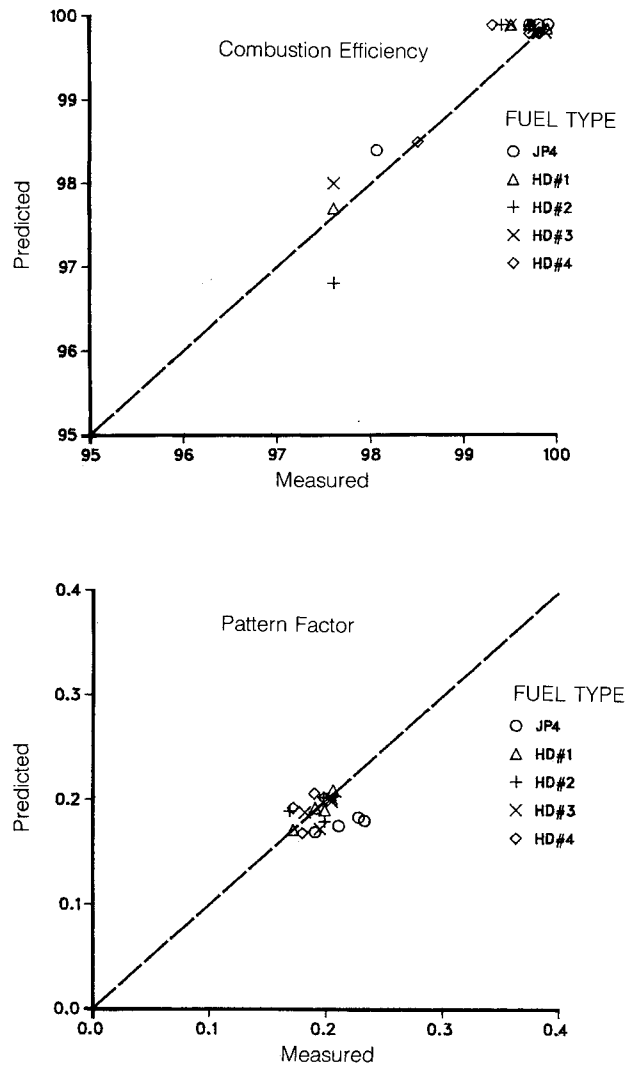 100
Combustion Efficiency
99
FUEL TYPE
JP4
98
HD#1
HD#2
Predicted
97
HD#3
HD#4
96
95
95 96 97 98 99 100
Measured
0.4
Pattern Factor
0.3
FUEL TYPE
JP4
HD#1
Predicted
0.2
HD#2
HD#3
HD#4
0.1
0.0
0.0 0.1 0.2 0.3 0.4
Measured